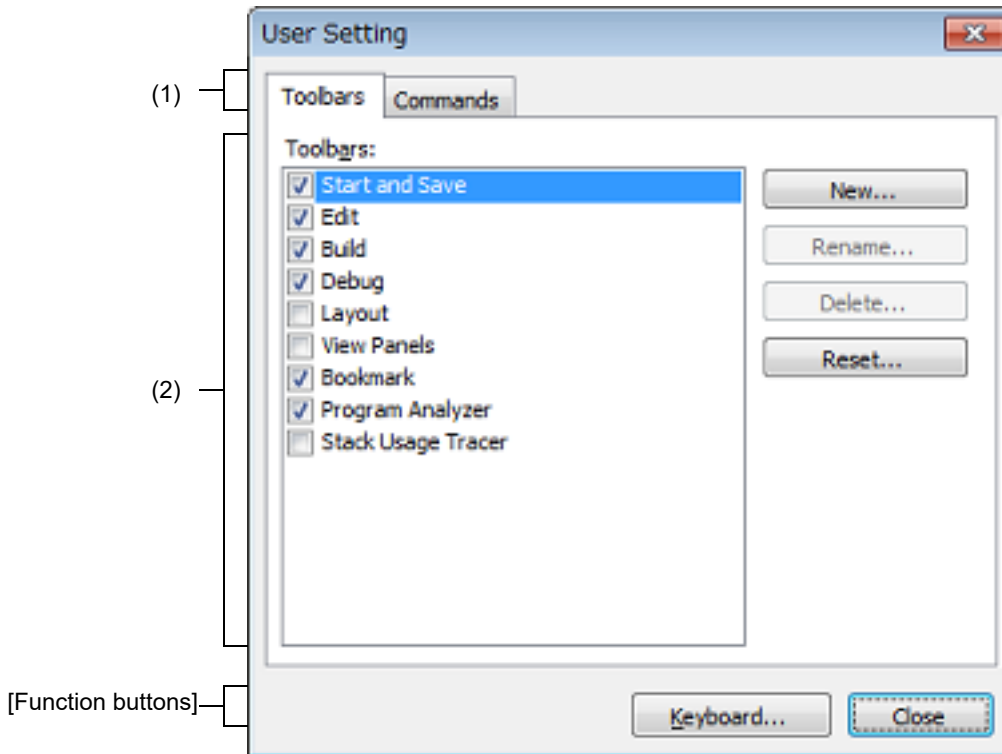 User Setting
(1)
Toolbars
Commands
(2)
Toolbars:
Start and Save
Edit
Build
Debug
Layout
View Panels
Bookmark
Program Analyzer
Stack Usage Tracer
New...
Rename...
Delete...
Reset...
[Function buttons]
Keyboard...
Close